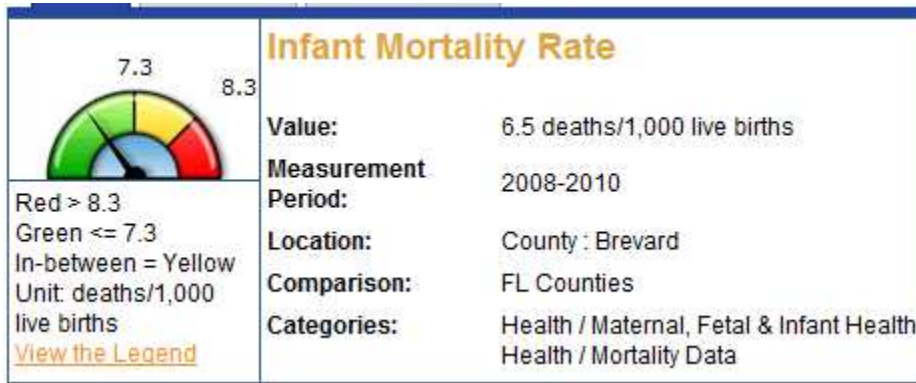 7.3
8.3
Red > 8.3
Green <= 7.3
In-between = Yellow
Unit: deaths/1,000
live births
View the Legend
Infant Mortality Rate
Value: 6.5 deaths/1,000 live births
Measurement
Period: 2008-2010
Location: County : Brevard
Comparison: FL Counties
Categories: Health / Maternal, Fetal & Infant Health
Health / Mortality Data